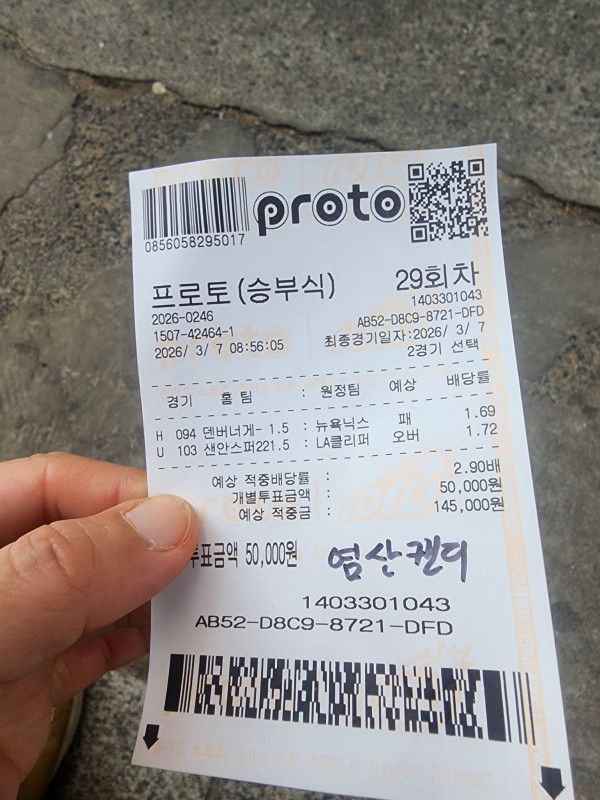 proto
0856058295017
프로토(승부식) 29회차
2026-0246 1403301043
1507-42464-1 AB52-D8C9-8721-DFD
2026/ 3/ 7 08:56:05 최종경기일자:2026/ 3/ 7
2경기 선택
경기 홈 팀 : 원정팀 예상 배당률
H 094 덴버너게- 1.5 : 뉴욕닉스 패 1.69
U 103 샌안스퍼221.5 : LA클리퍼 오버 1.72
예상 적중배당률 : 2.90배
개별투표금액 : 50,000원
예상 적중금 : 145,000원
투표금액 50,000원 염산캔디
1403301043
AB52-D8C9-8721-DFD